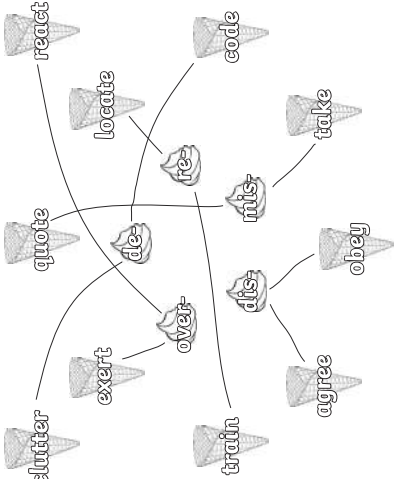 clutter
quote
react
exert
locate
de-
over-
re-
train
code
dis-
mis-
agree
take
obey